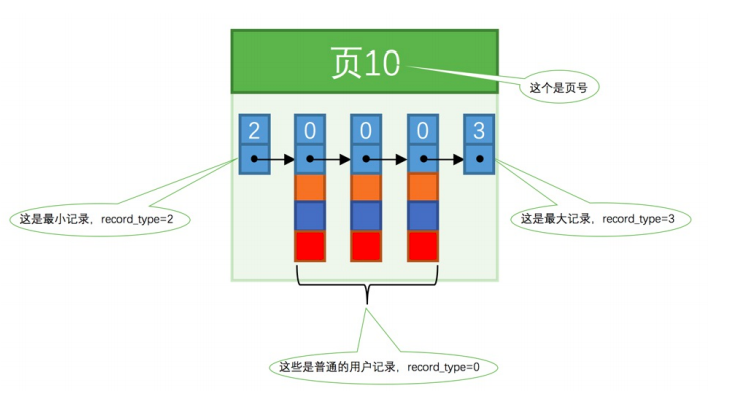 页10
这个是页号
2 0 0 0 3
这是最小记录，record_type=2
这是最大记录，record_type=3
这些是普通的用户记录，record_type=0